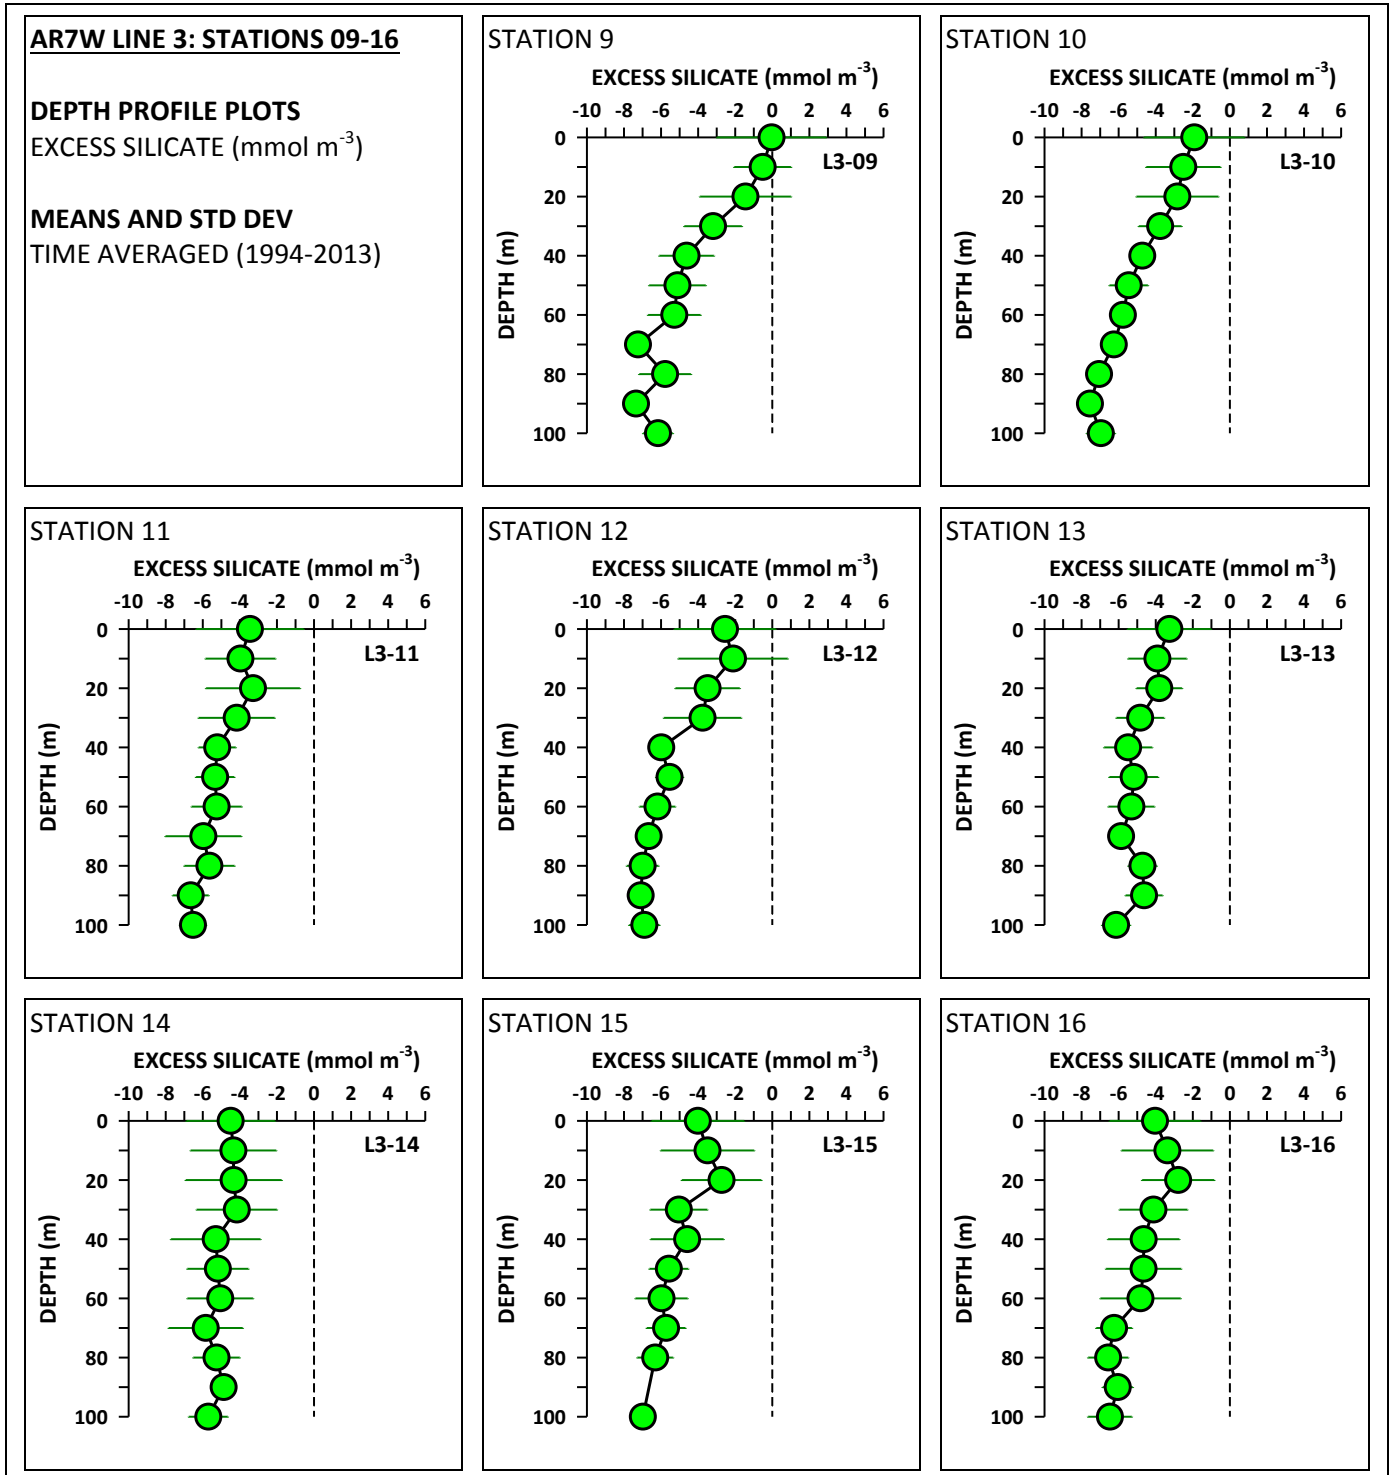 AR7W LINE 3: STATIONS 09-16
DEPTH PROFILE PLOTS
EXCESS SILICATE (mmol m-3)
MEANS AND STD DEV
TIME AVERAGED (1994-2013)
STATION 9
EXCESS SILICATE (mmol m-3)
-10 -8 -6 -4 -2 0 2 4 6
0
L3-09
20
40
DEPTH (m)
60
80
100
STATION 10
EXCESS SILICATE (mmol m-3)
-10 -8 -6 -4 -2 0 2 4 6
0
L3-10
20
40
DEPTH (m)
60
80
100
STATION 11
EXCESS SILICATE (mmol m-3)
-10 -8 -6 -4 -2 0 2 4 6
0
L3-11
20
40
DEPTH (m)
60
80
100
STATION 12
EXCESS SILICATE (mmol m-3)
-10 -8 -6 -4 -2 0 2 4 6
0
L3-12
20
40
DEPTH (m)
60
80
100
STATION 13
EXCESS SILICATE (mmol m-3)
-10 -8 -6 -4 -2 0 2 4 6
0
L3-13
20
40
DEPTH (m)
60
80
100
STATION 14
EXCESS SILICATE (mmol m-3)
-10 -8 -6 -4 -2 0 2 4 6
0
L3-14
20
40
DEPTH (m)
60
80
100
STATION 15
EXCESS SILICATE (mmol m-3)
-10 -8 -6 -4 -2 0 2 4 6
0
L3-15
20
40
DEPTH (m)
60
80
100
STATION 16
EXCESS SILICATE (mmol m-3)
-10 -8 -6 -4 -2 0 2 4 6
0
L3-16
20
40
DEPTH (m)
60
80
100